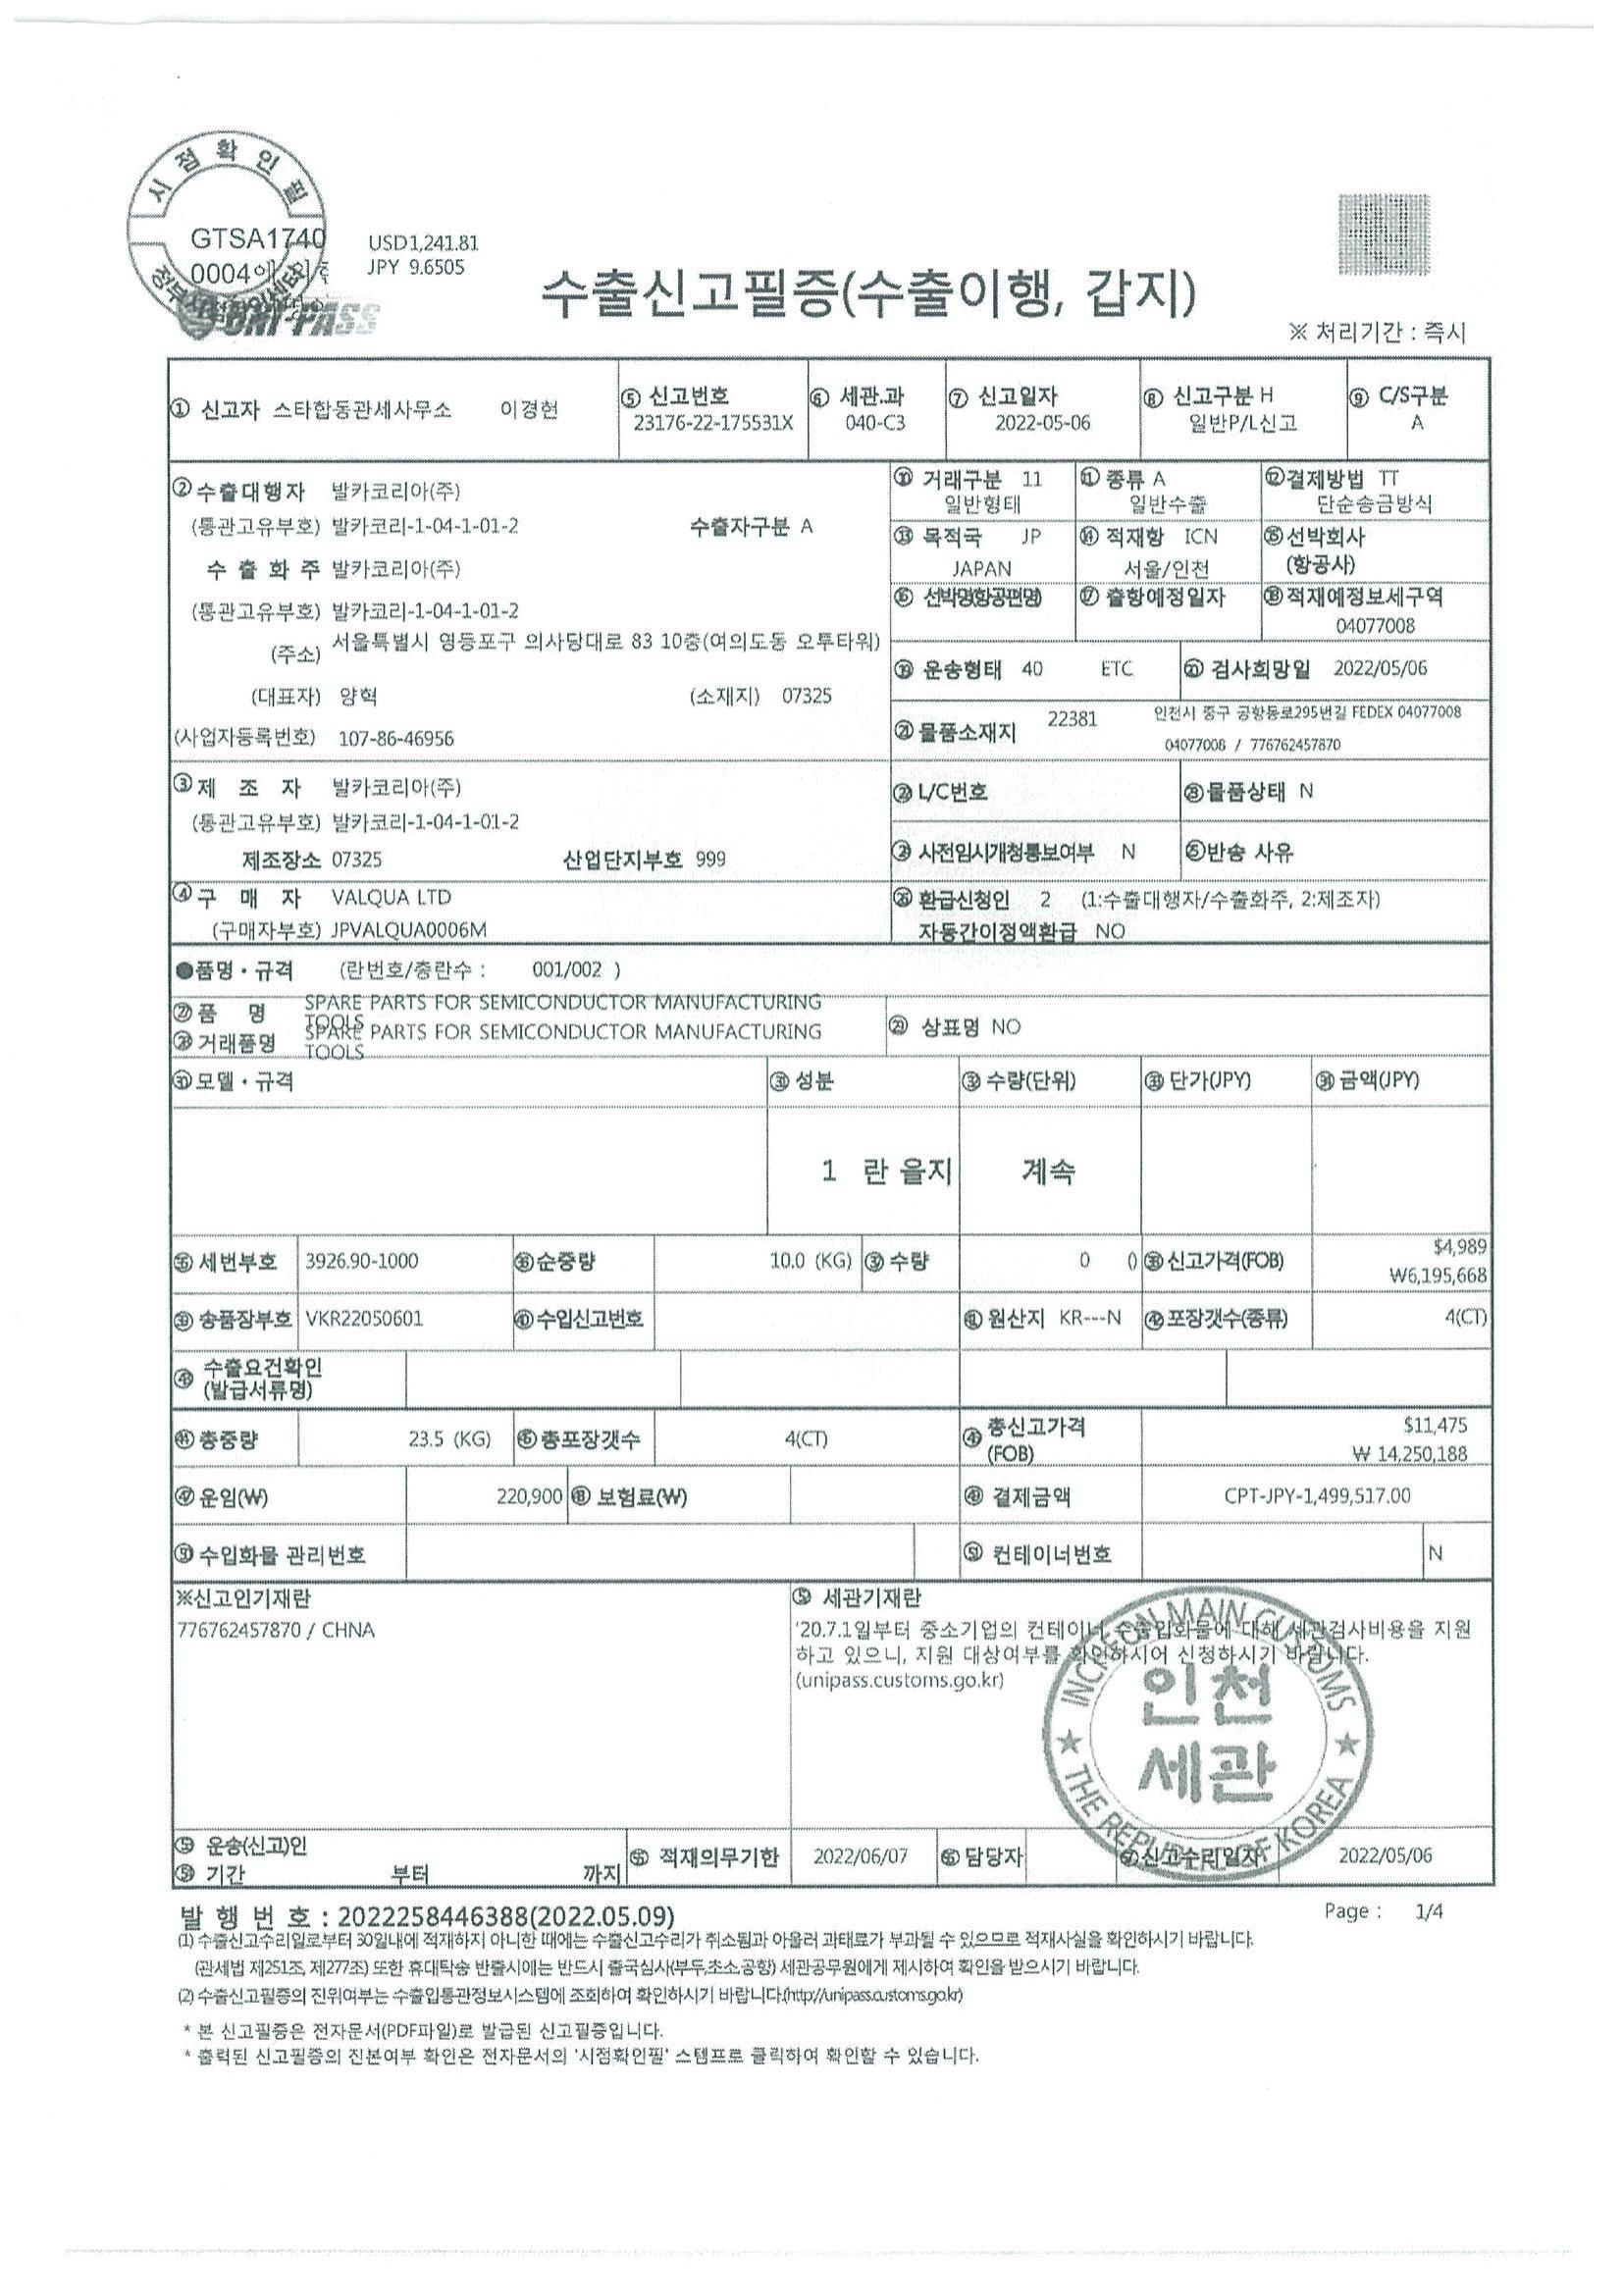 시점확인필
GTSA1740
0004에
UNI-PASS
USD1,241.81
JPY 9.6505
수출신고필증(수출이행, 갑지)
※ 처리기간 : 즉시
① 신고자 스타합동관세사무소 이경현
⑤ 신고번호
23176-22-175531X
⑥ 세관.과
040-C3
⑦ 신고일자
2022-05-06
⑧ 신고구분 H
일반P/L신고
⑨ C/S구분
A
② 수출대행자 발카코리아(주)
(통관고유부호) 발카코리-1-04-1-01-2 수출자구분 A
수 출 화 주 발카코리아(주)
(통관고유부호) 발카코리-1-04-1-01-2
(주소) 서울특별시 영등포구 의사당대로 83 10층(여의도동 오투타워)
(대표자) 양혁 (소재지) 07325
(사업자등록번호) 107-86-46956
⑩ 거래구분 11
일반형태
⑪ 종류 A
일반수출
⑫ 결제방법 TT
단순송금방식
⑬ 목적국 JP
JAPAN
⑭ 적재항 ICN
서울/인천
⑮ 선박회사
(항공사)
⑯ 선박명(항공편명)
⑰ 출항예정일자
⑱ 적재예정보세구역
04077008
⑲ 운송형태 40 ETC
⑳ 검사희망일 2022/05/06
㉑ 물품소재지 22381 인천시 중구 공항동로295번길 FEDEX 04077008
04077008 / 776762457870
③ 제 조 자 발카코리아(주)
(통관고유부호) 발카코리-1-04-1-01-2
제조장소 07325 산업단지부호 999
㉒ L/C번호
㉓ 물품상태 N
㉔ 사전임시개청통보여부 N
㉕ 반송 사유
④ 구 매 자 VALQUA LTD
(구매자부호) JPVALQUA0006M
㉖ 환급신청인 2 (1:수출대행자/수출화주, 2:제조자)
자동간이정액환급 NO
●품명・규격 (란번호/총란수 : 001/002 )
㉗ 품 명 SPARE PARTS FOR SEMICONDUCTOR MANUFACTURING
TOOLS
㉘ 거래품명 SPARE PARTS FOR SEMICONDUCTOR MANUFACTURING
TOOLS
㉙ 상표명 NO
㉚ 모델・규격 ㉛ 성분 ㉜ 수량(단위) ㉝ 단가(JPY) ㉞ 금액(JPY)
1 란 을지 계속
㉟ 세번부호 3926.90-1000 ㊱ 순중량 10.0 (KG) ㊲ 수량 0 () ㊳ 신고가격(FOB) $4,989
₩6,195,668
㊴ 송품장부호 VKR22050601 ㊵ 수입신고번호 ㊶ 원산지 KR---N ㊷ 포장갯수(종류) 4(CT)
㊸ 수출요건확인
(발급서류명)
㊹ 총중량 23.5 (KG) ㊺ 총포장갯수 4(CT) ㊻ 총신고가격
(FOB) $11,475
₩ 14,250,188
㊼ 운임(₩) 220,900 ㊽ 보험료(₩) ㊾ 결제금액 CPT-JPY-1,499,517.00
㊿ 수입화물 관리번호 컨테이너번호 N
※신고인기재란
776762457870 / CHNA
세관기재란
'20.7.1일부터 중소기업의 컨테이너 수출입화물에 대해 세관검사비용을 지원
하고 있으니, 지원 대상여부를 확인하시어 신청하시기 바랍니다.
(unipass.customs.go.kr)
INCHEON MAIN CUSTOMS
인천
세관
THE REPUBLIC OF KOREA
운송(신고)인
기간 부터 까지
적재의무기한 2022/06/07
담당자
신고수리일자 2022/05/06
발 행 번 호 : 2022258446388(2022.05.09)
Page : 1/4
(1) 수출신고수리일로부터 30일내에 적재하지 아니한 때에는 수출신고수리가 취소됨과 아울러 과태료가 부과될 수 있으므로 적재사실을 확인하시기 바랍니다.
(관세법 제251조, 제277조) 또한 휴대탁송 반출시에는 반드시 출국심사(부두,초소,공항) 세관공무원에게 제시하여 확인을 받으시기 바랍니다.
(2) 수출신고필증의 진위여부는 수출입통관정보시스템에 조회하여 확인하시기 바랍니다.(http://unipass.customs.go.kr)
* 본 신고필증은 전자문서(PDF파일)로 발급된 신고필증입니다.
* 출력된 신고필증의 진본여부 확인은 전자문서의 '시점확인필' 스탬프로 클릭하여 확인할 수 있습니다.